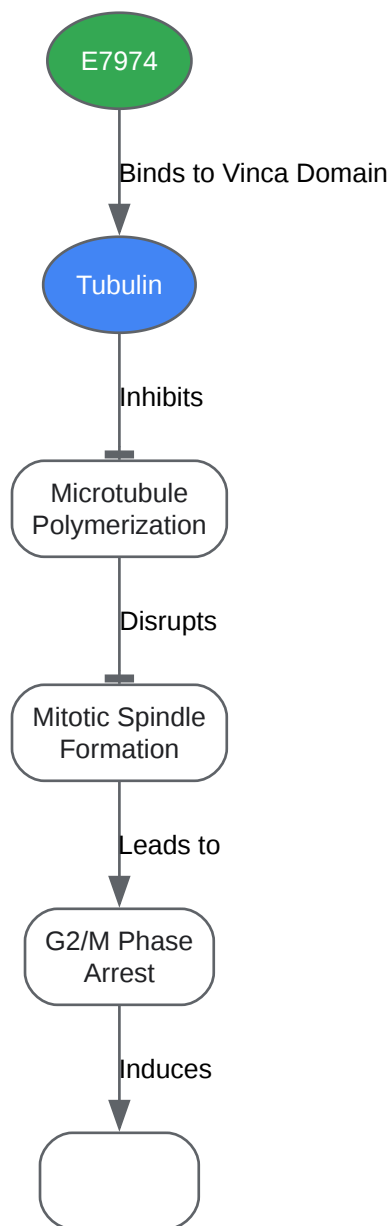 E7974
Binds to Vinca Domain
Tubulin
Inhibits
Microtubule
Polymerization
Disrupts
Mitotic Spindle
Formation
Leads to
G2/M Phase
Arrest
Induces